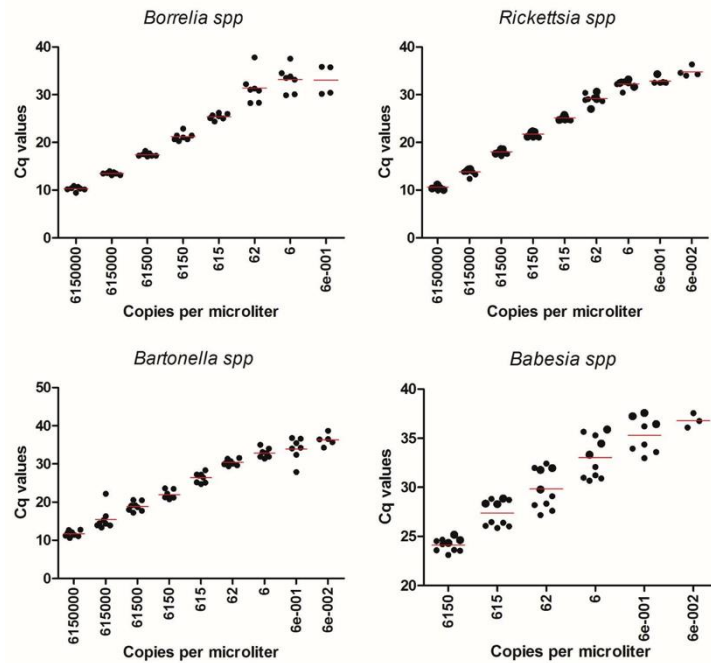 Borrelia spp
40
30
20
10
0
Cq values
6150000
615000
61500
6150
615
62
6
6e-001
Copies per microliter
Rickettsia spp
40
30
20
10
0
Cq values
6150000
615000
61500
6150
615
62
6
6e-001
6e-002
Copies per microliter
Bartonella spp
50
40
30
20
10
0
Cq values
6150000
615000
61500
6150
615
62
6
6e-001
6e-002
Copies per microliter
Babesia spp
40
35
30
25
20
Cq values
6150
615
62
6
6e-001
6e-002
Copies per microliter